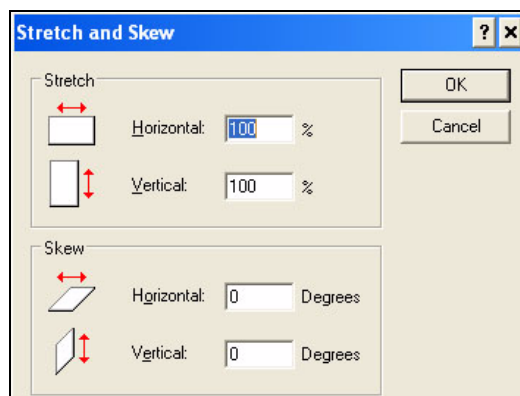 Stretch and Skew
Stretch
OK
Horizontal: 100 %
Cancel
Vertical: 100 %
Skew
Horizontal: 0 Degrees
Vertical: 0 Degrees